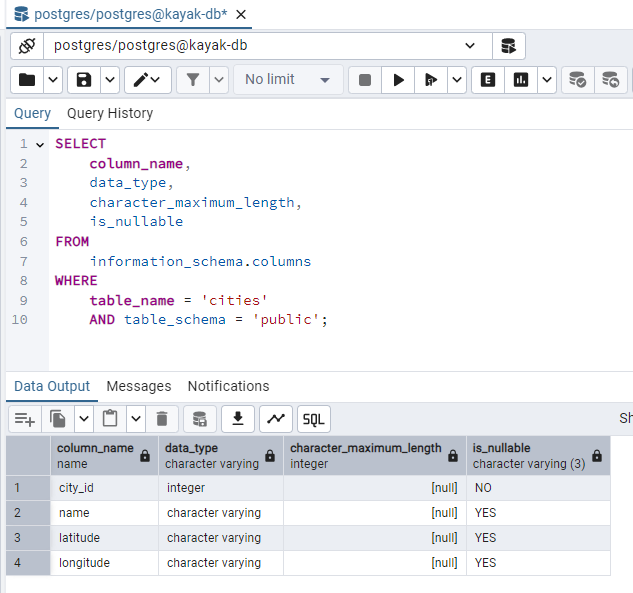 postgres/postgres@kayak-db*
postgres/postgres@kayak-db
No limit
E
Query Query History
1 SELECT
2 column_name,
3 data_type,
4 character_maximum_length,
5 is_nullable
6 FROM
7 information_schema.columns
8 WHERE
9 table_name = 'cities'
10 AND table_schema = 'public';
Data Output Messages Notifications
SQL Sh
column_name data_type character_maximum_length is_nullable
name character varying integer character varying (3)
1 city_id integer [null] NO
2 name character varying [null] YES
3 latitude character varying [null] YES
4 longitude character varying [null] YES